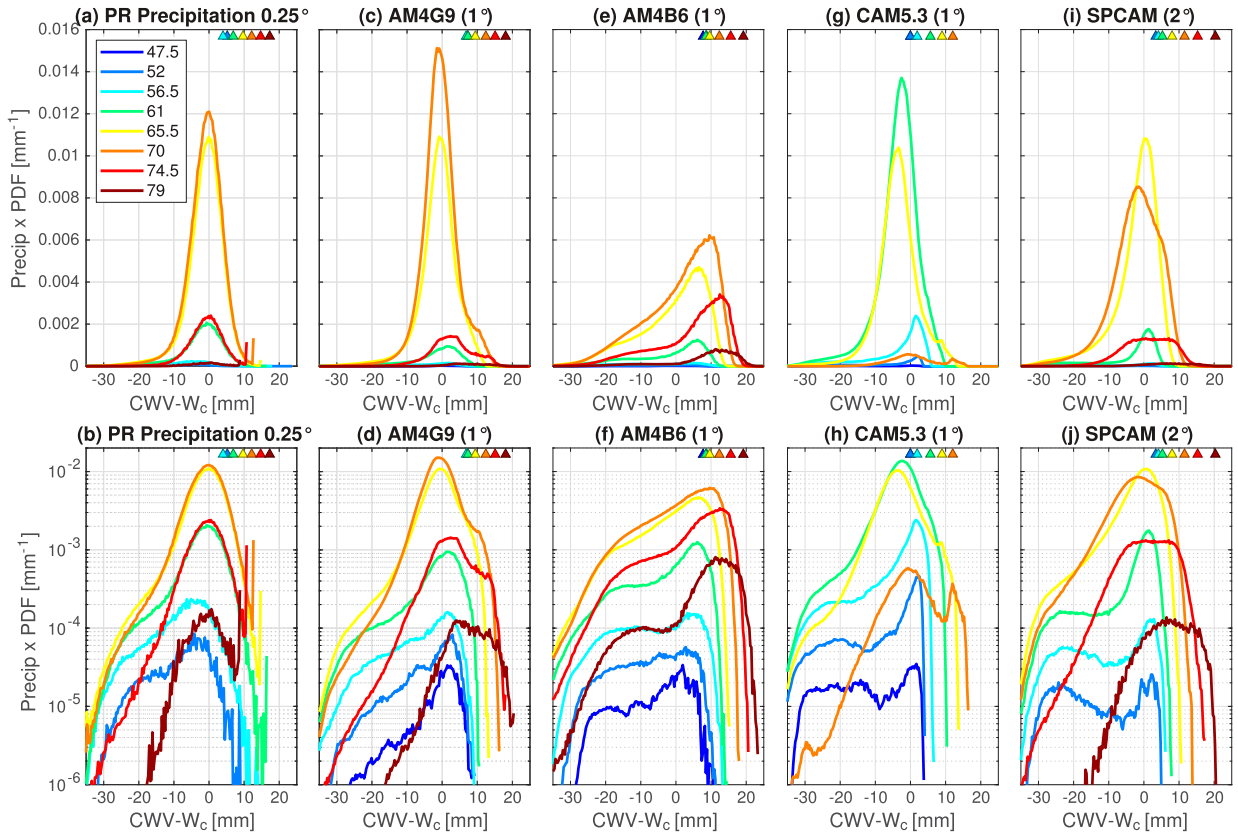 (a) PR Precipitation 0.25°
(c) AM4G9 (1°)
(e) AM4B6 (1°)
(g) CAM5.3 (1°)
(i) SPCAM (2°)
0.016
0.014
0.012
0.01
0.008
0.006
0.004
0.002
0
Precip x PDF [mm⁻¹]
47.5
52
56.5
61
65.5
70
74.5
79
-30 -20 -10 0 10 20
-30 -20 -10 0 10 20
-30 -20 -10 0 10 20
-30 -20 -10 0 10 20
-30 -20 -10 0 10 20
CWV-W_c [mm]
CWV-W_c [mm]
CWV-W_c [mm]
CWV-W_c [mm]
CWV-W_c [mm]
(b) PR Precipitation 0.25°
(d) AM4G9 (1°)
(f) AM4B6 (1°)
(h) CAM5.3 (1°)
(j) SPCAM (2°)
10⁻²
10⁻³
10⁻⁴
10⁻⁵
10⁻⁶
Precip x PDF [mm⁻¹]
-30 -20 -10 0 10 20
-30 -20 -10 0 10 20
-30 -20 -10 0 10 20
-30 -20 -10 0 10 20
-30 -20 -10 0 10 20
CWV-W_c [mm]
CWV-W_c [mm]
CWV-W_c [mm]
CWV-W_c [mm]
CWV-W_c [mm]